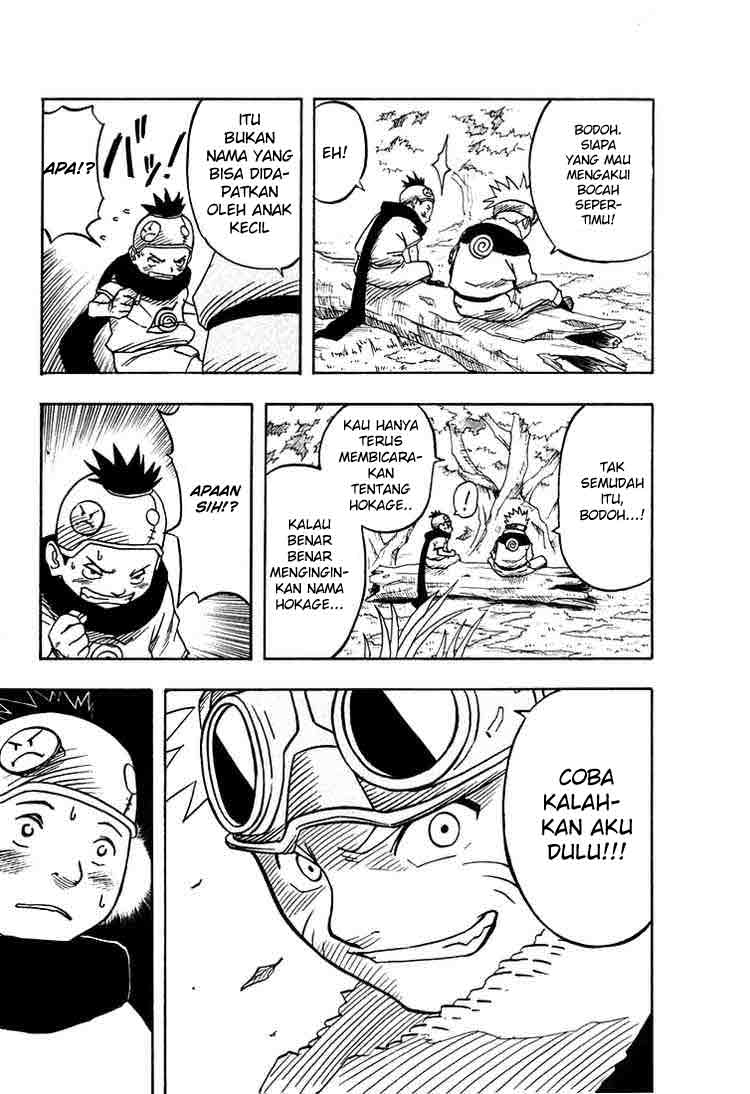 BODOH.
SIAPA
YANG MAU
MENGAKUI
BOCAH
SEPER-
TIMU!
EH!
ITU
BUKAN
NAMA YANG
BISA DIDA-
PATKAN
OLEH ANAK
KECIL
バッ!
APA!?
TAK
SEMUDAH
ITU,
BODOH...!
!
KAU HANYA
TERUS
MEMBICARA-
KAN
TENTANG
HOKAGE..
KALAU
BENAR
BENAR
MENGINGIN-
KAN NAMA
HOKAGE...
APAAN
SIH!?
COBA
KALAH-
KAN AKU
DULU!!!